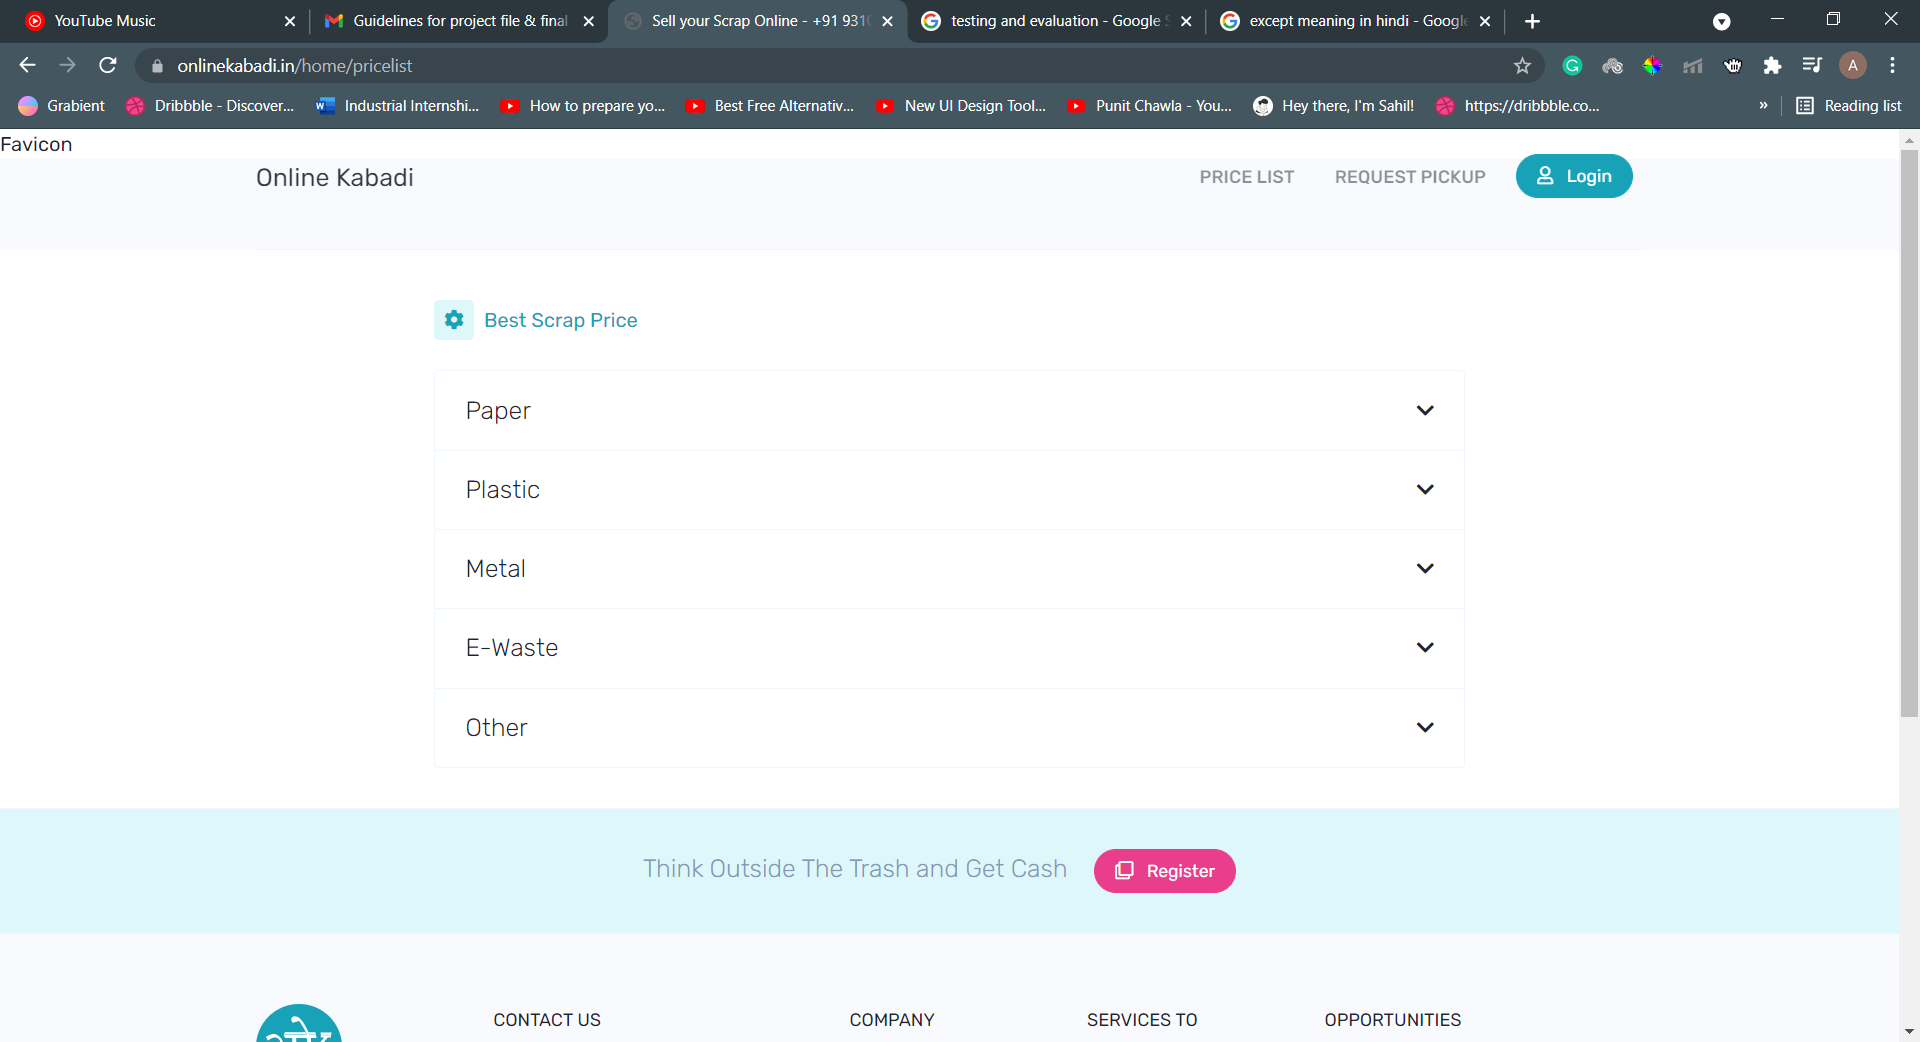 YouTube Music
Guidelines for project file & final
Sell your Scrap Online - +91 931
testing and evaluation - Google
except meaning in hindi - Google
onlinekabadi.in/home/pricelist
A
Grabient
Dribbble - Discover...
Industrial Internshi...
How to prepare yo...
Best Free Alternativ...
New UI Design Tool...
Punit Chawla - You...
Hey there, I'm Sahil!
https://dribbble.co...
»
Reading list
Favicon
Online Kabadi
PRICE LIST
REQUEST PICKUP
Login
Best Scrap Price
Paper
Plastic
Metal
E-Waste
Other
Think Outside The Trash and Get Cash
Register
CONTACT US
COMPANY
SERVICES TO
OPPORTUNITIES